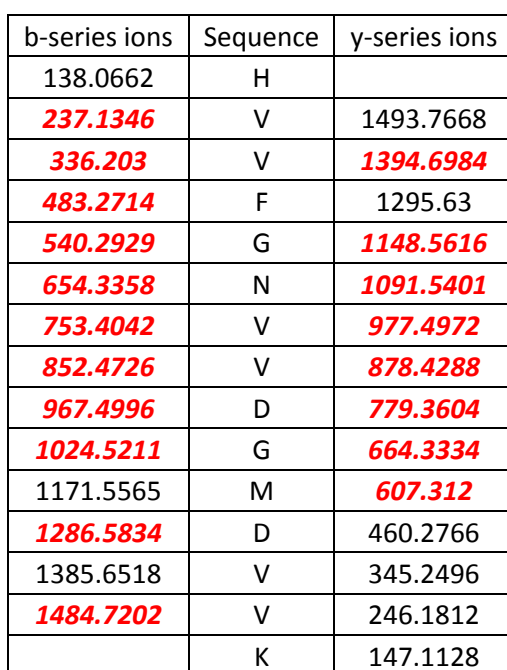 b-series ions Sequence y-series ions
138.0662 H
237.1346 V 1493.7668
336.203 V 1394.6984
483.2714 F 1295.63
540.2929 G 1148.5616
654.3358 N 1091.5401
753.4042 V 977.4972
852.4726 V 878.4288
967.4996 D 779.3604
1024.5211 G 664.3334
1171.5565 M 607.312
1286.5834 D 460.2766
1385.6518 V 345.2496
1484.7202 V 246.1812
K 147.1128